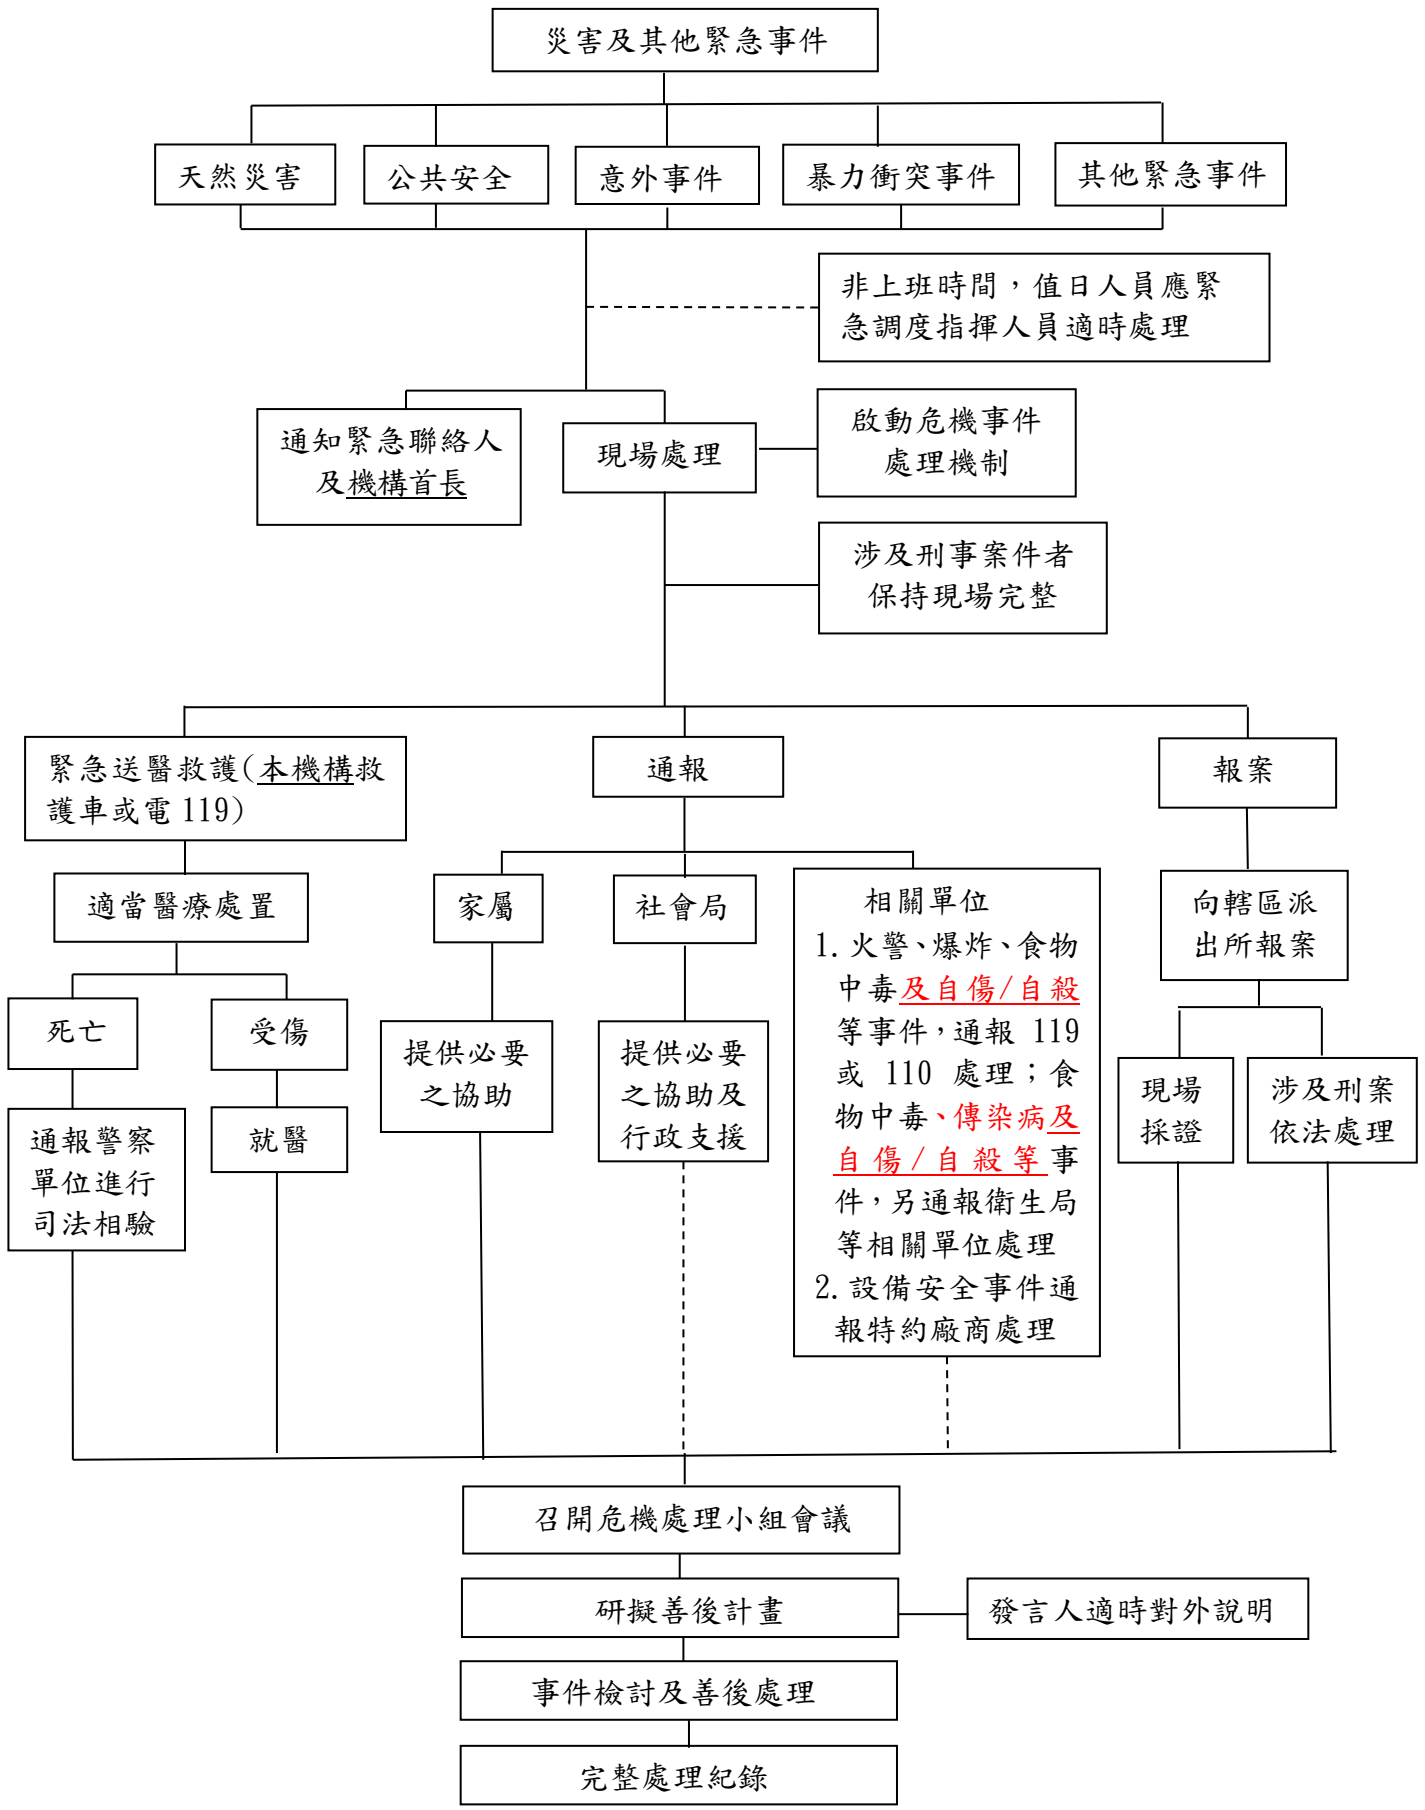 災害及其他緊急事件
天然災害
公共安全
意外事件
暴力衝突事件
其他緊急事件
非上班時間，值日人員應緊
急調度指揮人員適時處理
通知緊急聯絡人
及機構首長
現場處理
啟動危機事件
處理機制
涉及刑事案件者
保持現場完整
緊急送醫救護(本機構救
護車或電 119)
通報
報案
適當醫療處置
家屬
社會局
相關單位
1. 火警、爆炸、食物
中毒及自傷/自殺
等事件，通報 119
或 110 處理；食
物中毒、傳染病及
自傷/自殺等事
件，另通報衛生局
等相關單位處理
2. 設備安全事件通
報特約廠商處理
向轄區派
出所報案
死亡
受傷
提供必要
之協助
提供必要
之協助及
行政支援
現場
採證
涉及刑案
依法處理
通報警察
單位進行
司法相驗
就醫
召開危機處理小組會議
研擬善後計畫
發言人適時對外說明
事件檢討及善後處理
完整處理紀錄